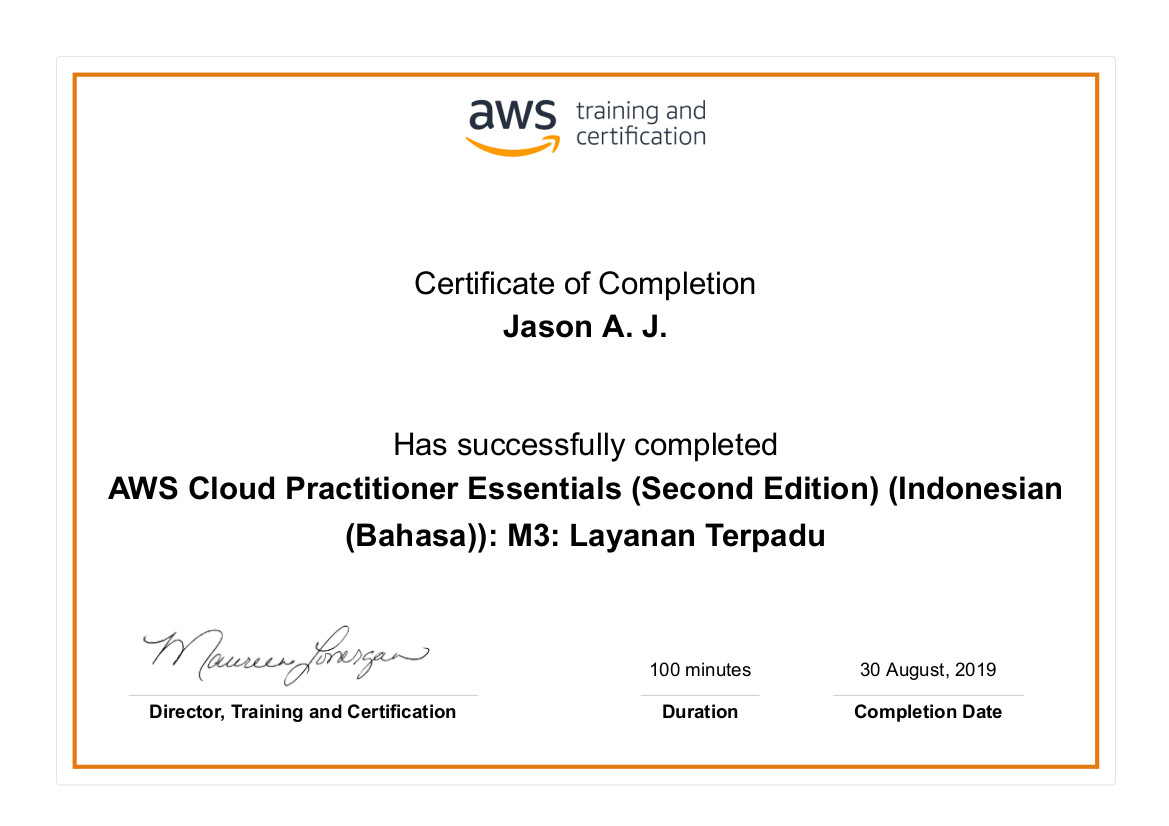 aws training and
certification
Certificate of Completion
Jason A. J.
Has successfully completed
AWS Cloud Practitioner Essentials (Second Edition) (Indonesian
(Bahasa)): M3: Layanan Terpadu
Maureen Lonergan
100 minutes
30 August, 2019
Director, Training and Certification
Duration
Completion Date